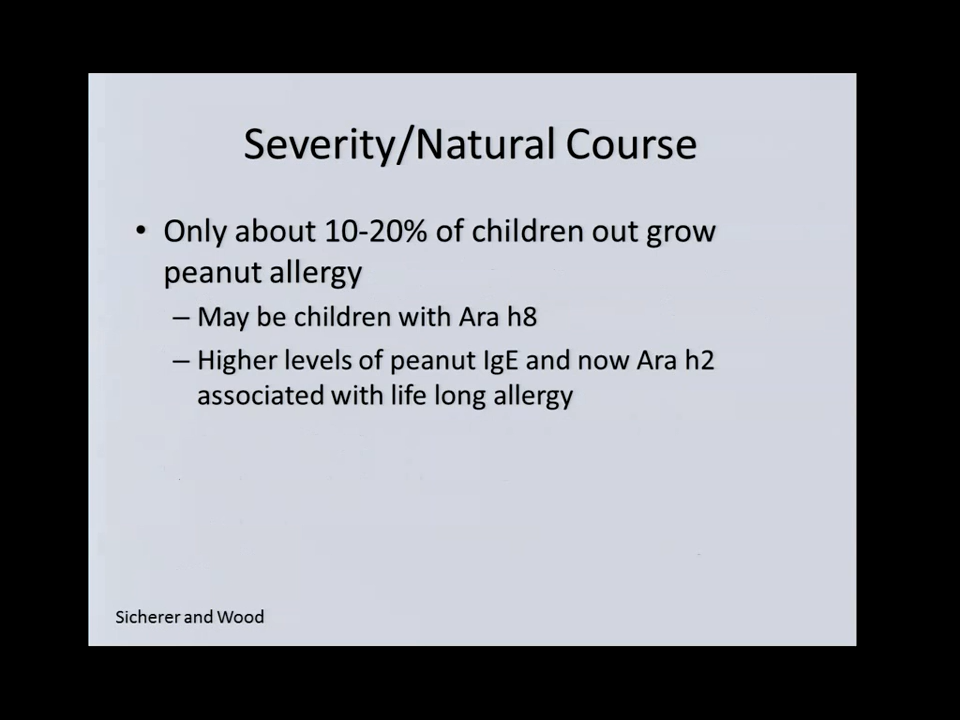 Severity/Natural Course
• Only about 10-20% of children out grow
peanut allergy
– May be children with Ara h8
– Higher levels of peanut IgE and now Ara h2
associated with life long allergy
Sicherer and Wood